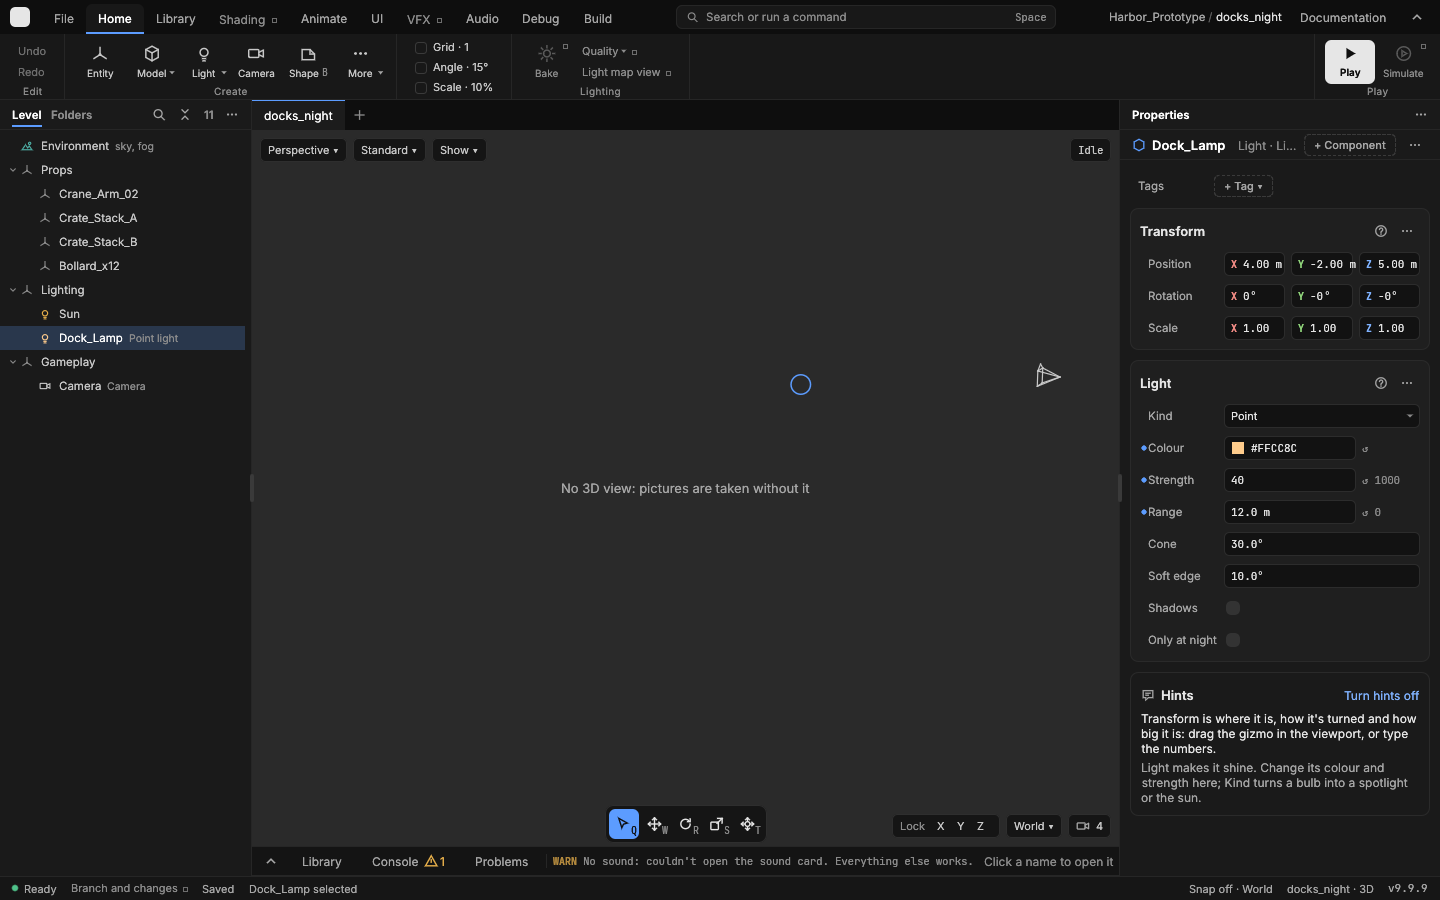 File Home Library Shading Animate UI VFX Audio Debug Build
Search or run a command Space
Harbor_Prototype / docks_night Documentation
Undo
Redo
Edit
Entity Model Light Camera Shape B More
Create
Grid · 1
Angle · 15°
Scale · 10%
Bake
Quality
Light map view
Lighting
Play Simulate
Play
Level Folders 11
docks_night
Properties
Environment sky, fog
Props
Crane_Arm_02
Crate_Stack_A
Crate_Stack_B
Bollard_x12
Lighting
Sun
Dock_Lamp Point light
Gameplay
Camera Camera
Perspective Standard Show Idle
No 3D view: pictures are taken without it
Q W R S T
Lock X Y Z World 4
Dock_Lamp Light · Li... + Component
Tags + Tag
Transform
Position X 4.00 m Y -2.00 m Z 5.00 m
Rotation X 0° Y -0° Z -0°
Scale X 1.00 Y 1.00 Z 1.00
Light
Kind Point
Colour #FFCC8C
Strength 40 1000
Range 12.0 m 0
Cone 30.0°
Soft edge 10.0°
Shadows
Only at night
Hints Turn hints off
Transform is where it is, how it's turned and how
big it is: drag the gizmo in the viewport, or type
the numbers.
Light makes it shine. Change its colour and
strength here; Kind turns a bulb into a spotlight
or the sun.
Library Console 1 Problems WARN No sound: couldn't open the sound card. Everything else works. Click a name to open it
Ready Branch and changes Saved Dock_Lamp selected
Snap off · World docks_night · 3D v9.9.9